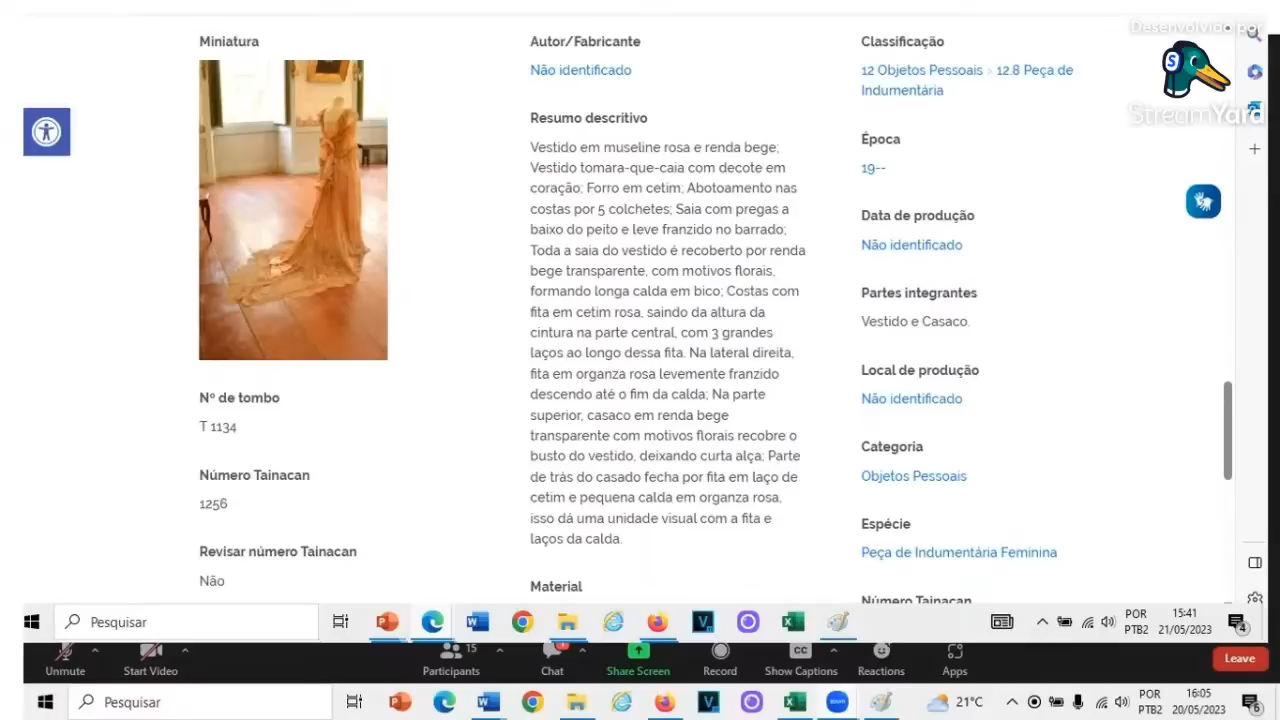 Desenvolvido por
StreamYard
Miniatura
Nº de tombo
T 1134
Número Tainacan
1256
Revisar número Tainacan
Não
Autor/Fabricante
Não identificado
Resumo descritivo
Vestido em museline rosa e renda bege;
Vestido tomara-que-caia com decote em
coração; Forro em cetim; Abotoamento nas
costas por 5 colchetes; Saia com pregas a
baixo do peito e leve franzido no barrado;
Toda a saia do vestido é recoberto por renda
bege transparente, com motivos florais,
formando longa calda em bico; Costas com
fita em cetim rosa, saindo da altura da
cintura na parte central, com 3 grandes
laços ao longo dessa fita. Na lateral direita,
fita em organza rosa levemente franzido
descendo até o fim da calda; Na parte
superior, casaco em renda bege
transparente com motivos florais recobre o
busto do vestido, deixando curta alça; Parte
de trás do casado fecha por fita em laço de
cetim e pequena calda em organza rosa,
isso dá uma unidade visual com a fita e
laços da calda.
Material
Classificação
12 Objetos Pessoais > 12.8 Peça de
Indumentária
Época
19--
Data de produção
Não identificado
Partes integrantes
Vestido e Casaco.
Local de produção
Não identificado
Categoria
Objetos Pessoais
Espécie
Peça de Indumentária Feminina
Número Tainacan
Pesquisar
POR
PTB2
15:41
21/05/2023
4
Unmute
Start Video
15
Participants
Chat
Share Screen
Record
CC
Show Captions
Reactions
Apps
Leave
Pesquisar
21°C
POR
PTB2
16:05
20/05/2023
6